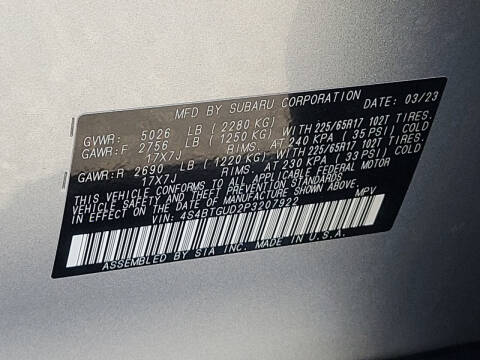 MFD BY SUBARU CORPORATION DATE: 03/23
GVWR: 5026 LB (2280 KG)
GAWR:F 2756 LB (1250 KG) WITH 225/65R17 102T TIRES,
17X7J RIMS, AT 240 KPA (35 PSI) COLD
GAWR:R 2690 LB (1220 KG) WITH 225/65R17 102T TIRES,
17X7J RIMS, AT 230 KPA (33 PSI) COLD
THIS VEHICLE CONFORMS TO ALL APPLICABLE FEDERAL MOTOR
VEHICLE SAFETY AND THEFT PREVENTION STANDARDS
IN EFFECT ON THE DATE OF MANUFACTURE SHOWN ABOVE.
VIN: 4S4BTGUD2P3207922 MPV
ASSEMBLED BY SIA INC. MADE IN U.S.A.